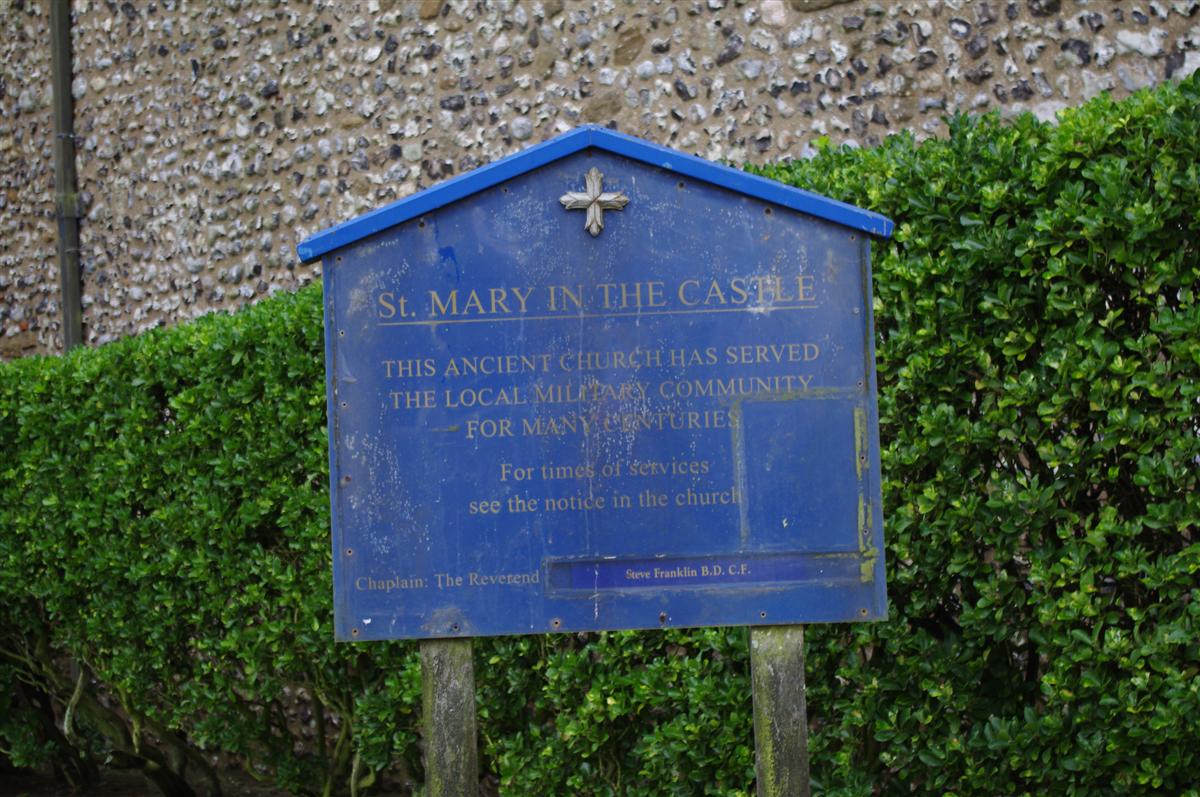 St. MARY IN THE CASTLE
THIS ANCIENT CHURCH HAS SERVED
THE LOCAL MILITARY COMMUNITY
FOR MANY CENTURIES
For times of services
see the notice in the church
Chaplain: The Reverend Steve Franklin B.D. C.F.